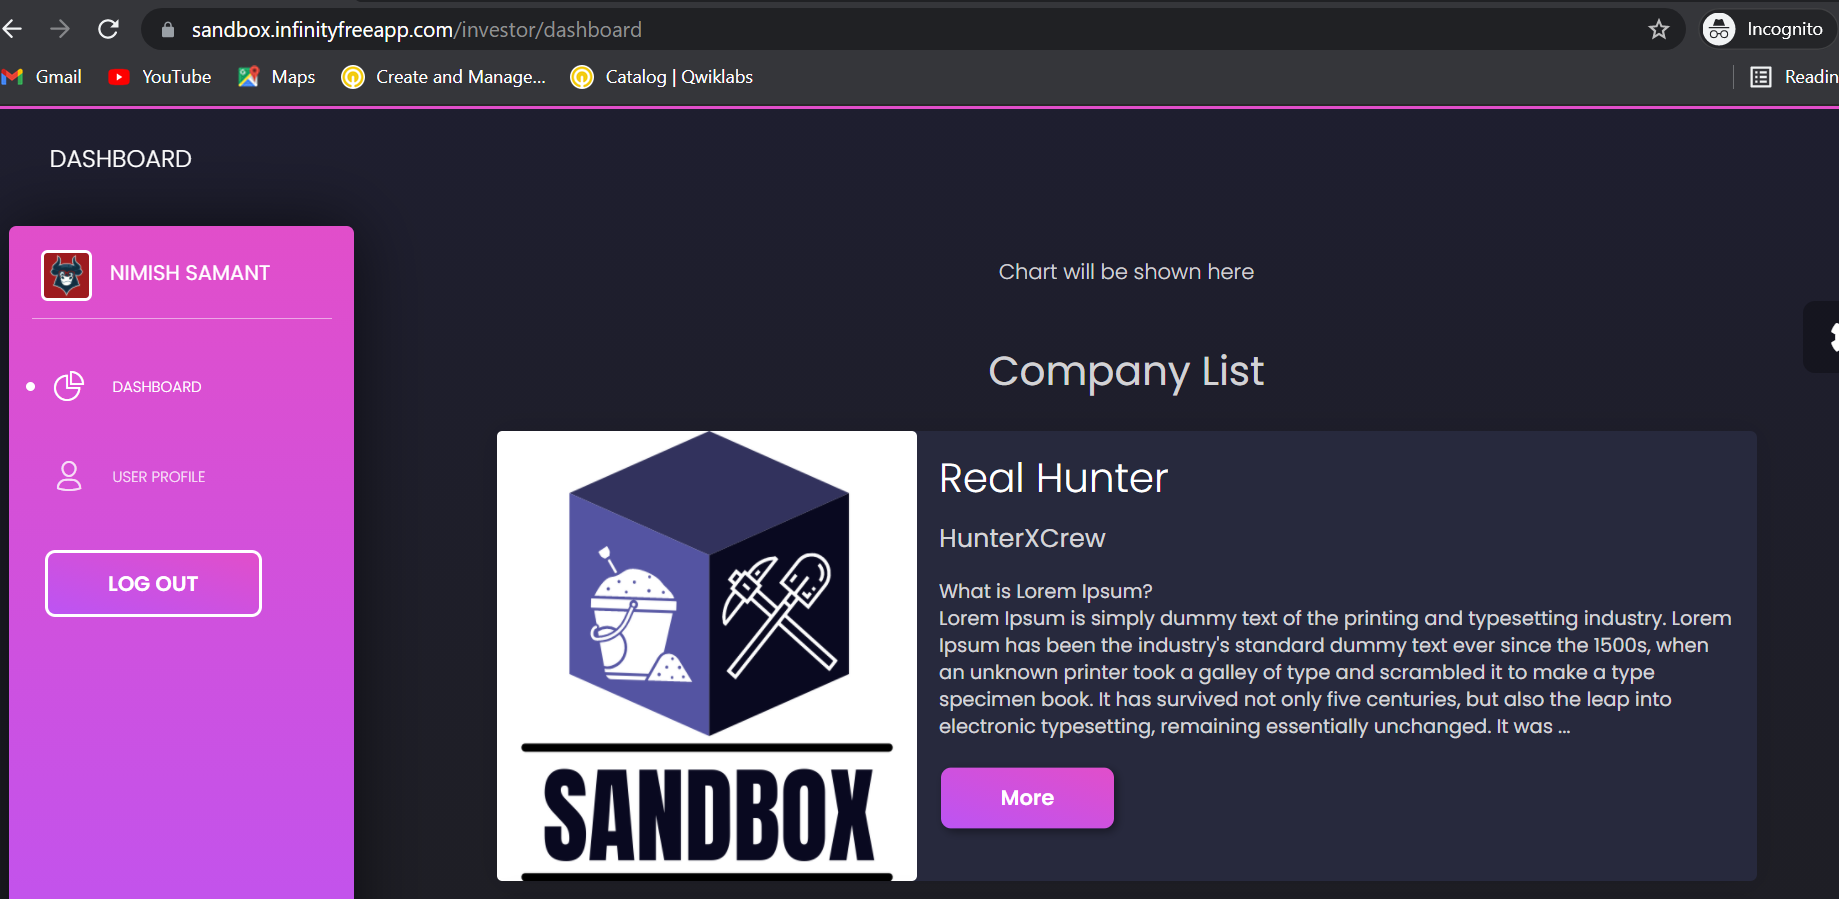 sandbox.infinityfreeapp.com/investor/dashboard
Incognito
Gmail
YouTube
Maps
Create and Manage...
Catalog | Qwiklabs
Readin
DASHBOARD
NIMISH SAMANT
DASHBOARD
USER PROFILE
LOG OUT
Chart will be shown here
Company List
SANDBOX
Real Hunter
HunterXCrew
What is Lorem Ipsum?
Lorem Ipsum is simply dummy text of the printing and typesetting industry. Lorem
Ipsum has been the industry's standard dummy text ever since the 1500s, when
an unknown printer took a galley of type and scrambled it to make a type
specimen book. It has survived not only five centuries, but also the leap into
electronic typesetting, remaining essentially unchanged. It was ...
More